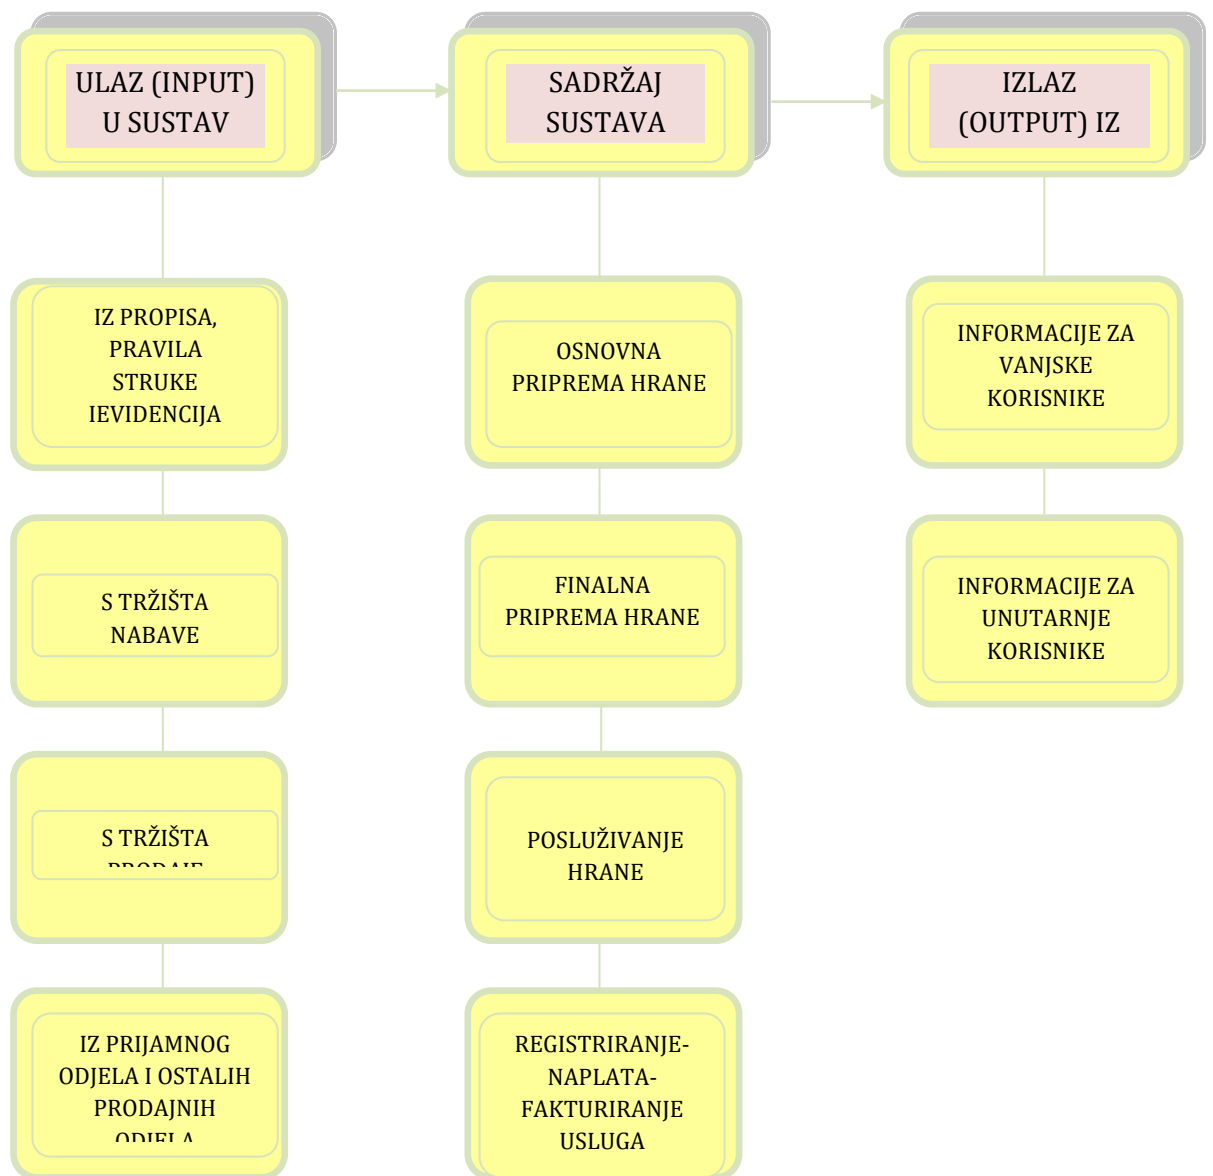 ULAZ (INPUT)
U SUSTAV
SADRŽAJ
SUSTAVA
IZLAZ
(OUTPUT) IZ
IZ PROPISA,
PRAVILA
STRUKE
IEVIDENCIJA
S TRŽIŠTA
NABAVE
S TRŽIŠTA
PRODAJE
IZ PRIJAMNOG
ODJELA I OSTALIH
PRODAJNIH
ODJELA
OSNOVNA
PRIPREMA HRANE
FINALNA
PRIPREMA HRANE
POSLUŽIVANJE
HRANE
REGISTRIRANJE-
NAPLATA-
FAKTURIRANJE
USLUGA
INFORMACIJE ZA
VANJSKE
KORISNIKE
INFORMACIJE ZA
UNUTARNJE
KORISNIKE